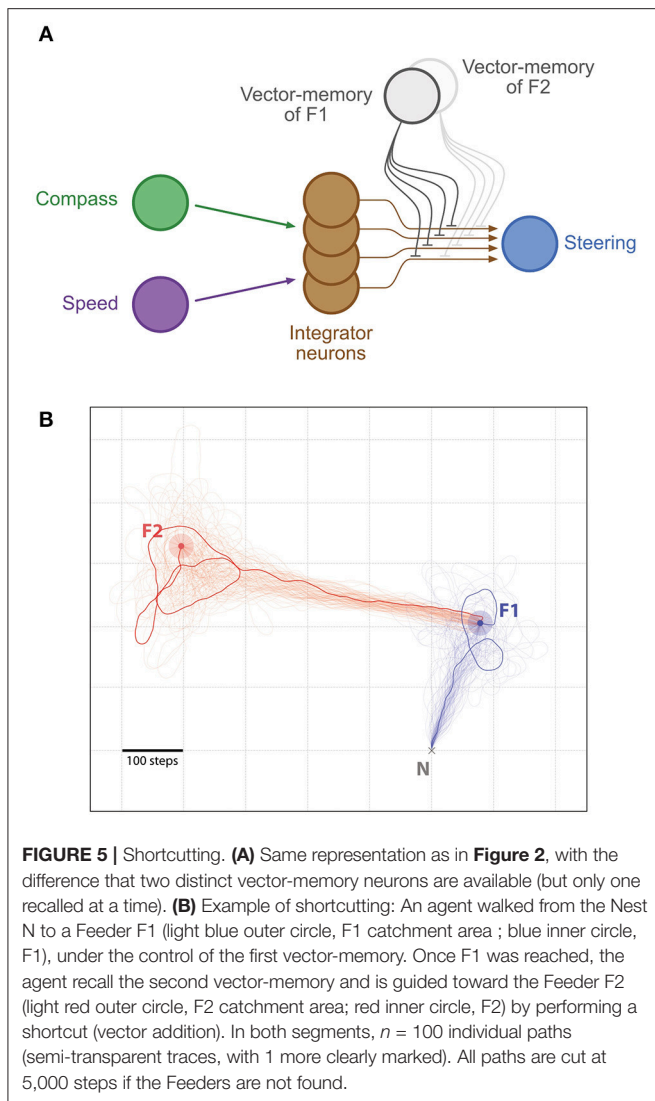 A
Vector-memory
of F2
Vector-memory
of F1
Compass
Speed
Steering
Integrator
neurons
B
F2
F1
100 steps
N
FIGURE 5 | Shortcutting. (A) Same representation as in Figure 2, with the
difference that two distinct vector-memory neurons are available (but only one
recalled at a time). (B) Example of shortcutting: An agent walked from the Nest
N to a Feeder F1 (light blue outer circle, F1 catchment area ; blue inner circle,
F1), under the control of the first vector-memory. Once F1 was reached, the
agent recall the second vector-memory and is guided toward the Feeder F2
(light red outer circle, F2 catchment area; red inner circle, F2) by performing a
shortcut (vector addition). In both segments, n = 100 individual paths
(semi-transparent traces, with 1 more clearly marked). All paths are cut at
5,000 steps if the Feeders are not found.